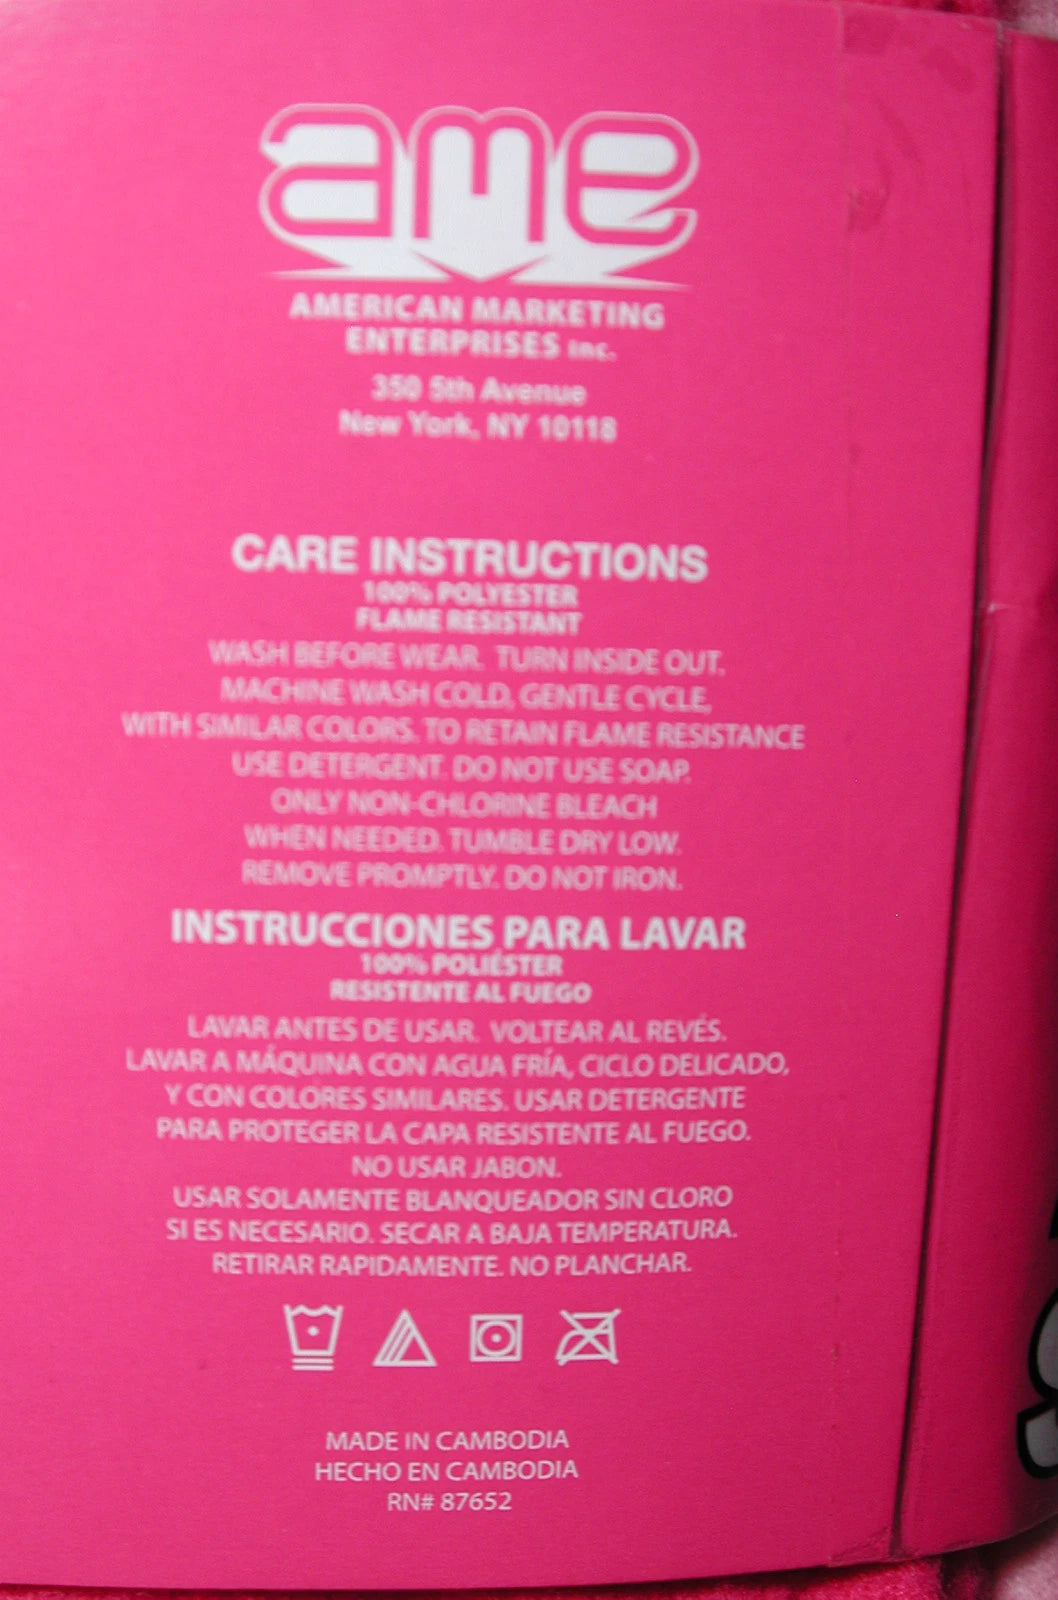 ame
AMERICAN MARKETING
ENTERPRISES Inc.
350 5th Avenue
New York, NY 10118
CARE INSTRUCTIONS
100% POLYESTER
FLAME RESISTANT
WASH BEFORE WEAR. TURN INSIDE OUT.
MACHINE WASH COLD, GENTLE CYCLE,
WITH SIMILAR COLORS. TO RETAIN FLAME RESISTANCE
USE DETERGENT. DO NOT USE SOAP.
ONLY NON-CHLORINE BLEACH
WHEN NEEDED. TUMBLE DRY LOW.
REMOVE PROMPTLY. DO NOT IRON.
INSTRUCCIONES PARA LAVAR
100% POLIÉSTER
RESISTENTE AL FUEGO
LAVAR ANTES DE USAR. VOLTEAR AL REVÉS.
LAVAR A MÁQUINA CON AGUA FRÍA, CICLO DELICADO,
Y CON COLORES SIMILARES. USAR DETERGENTE
PARA PROTEGER LA CAPA RESISTENTE AL FUEGO.
NO USAR JABON.
USAR SOLAMENTE BLANQUEADOR SIN CLORO
SI ES NECESARIO. SECAR A BAJA TEMPERATURA.
RETIRAR RAPIDAMENTE. NO PLANCHAR.
MADE IN CAMBODIA
HECHO EN CAMBODIA
RN# 87652